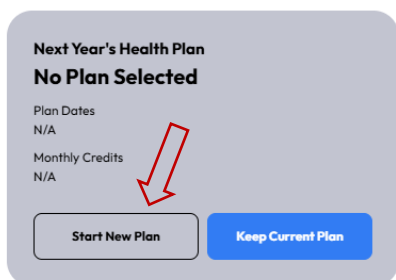 Next Year's Health Plan
No Plan Selected
Plan Dates
N/A
Monthly Credits
N/A
Start New Plan
Keep Current Plan